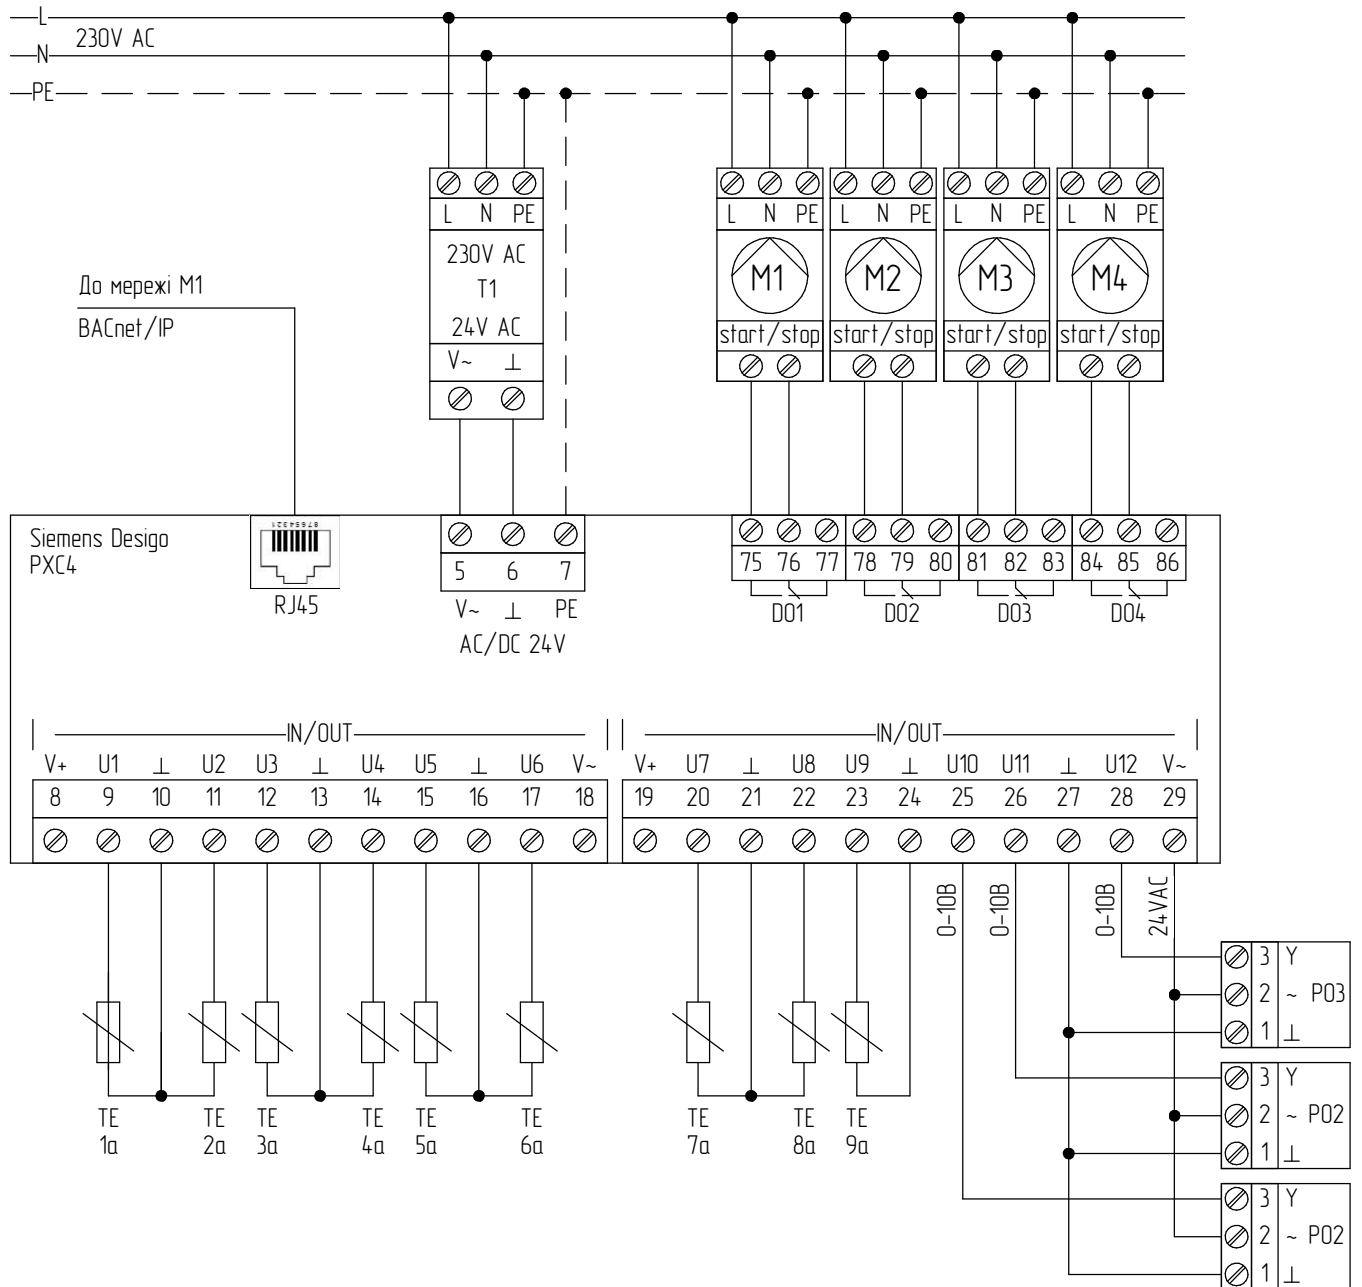 L
230V AC
N
PE
L N PE
L N PE
L N PE
L N PE
L N PE
230V AC
T1
24V AC
V~ ⊥
M1
M2
M3
M4
start/stop
start/stop
start/stop
start/stop
До мережі М1
BACnet/IP
Siemens Desigo
PXC4
87654321
RJ45
5 6 7
V~ ⊥ PE
AC/DC 24V
75 76 77 78 79 80 81 82 83 84 85 86
DO1 DO2 DO3 DO4
IN/OUT
IN/OUT
V+ U1 ⊥ U2 U3 ⊥ U4 U5 ⊥ U6 V~
8 9 10 11 12 13 14 15 16 17 18
V+ U7 ⊥ U8 U9 ⊥ U10 U11 ⊥ U12 V~
19 20 21 22 23 24 25 26 27 28 29
0-10В
0-10В
0-10В
24VAC
TE
1a
TE
2a
TE
3a
TE
4a
TE
5a
TE
6a
TE
7a
TE
8a
TE
9a
3 Y
2 ~ PO3
1 ⊥
3 Y
2 ~ PO2
1 ⊥
3 Y
2 ~ PO2
1 ⊥